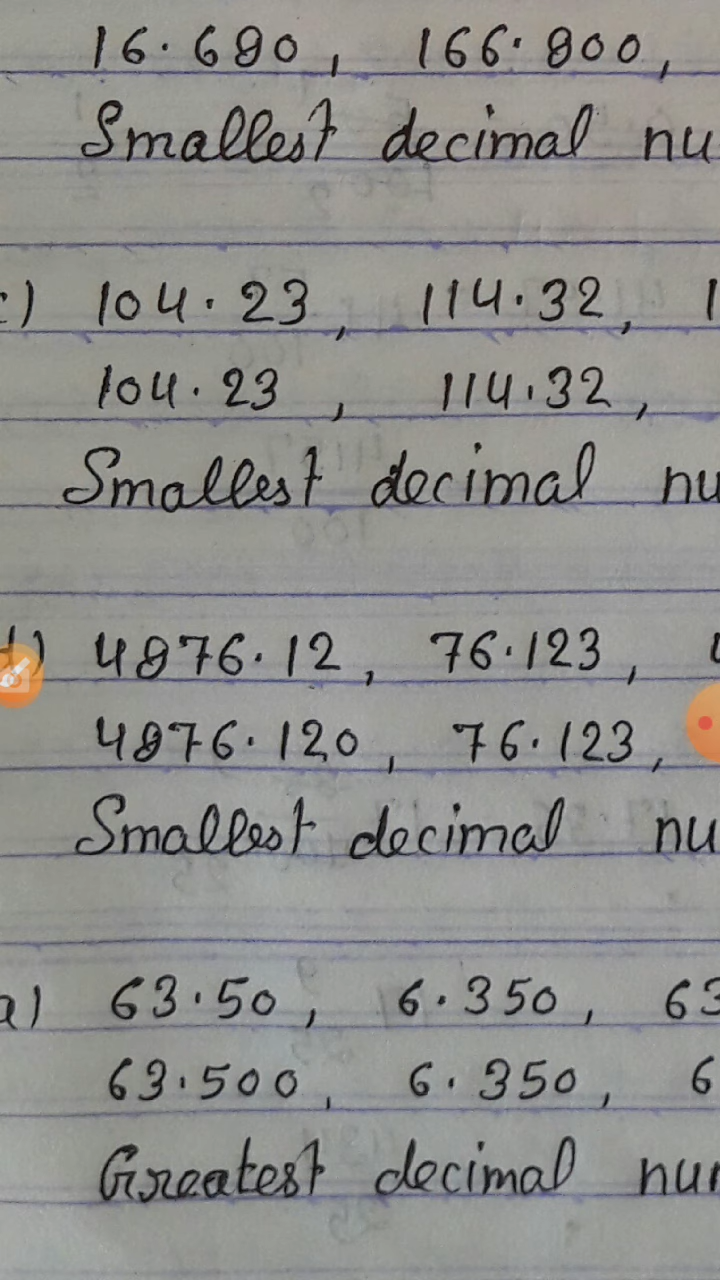 16.680, 166.800,
Smallest decimal nu
c) 104.23, 114.32, 1
104.23, 114.32,
Smallest decimal nu
d) 4876.12, 76.123,
4876.120, 76.123,
Smallest decimal nu
a) 63.50, 6.350, 63
63.500, 6.350, 6
Greatest decimal nu